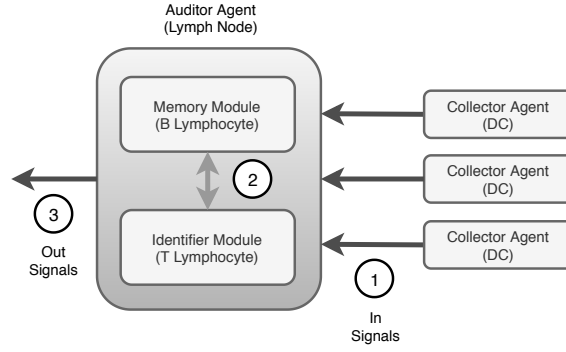 Auditor Agent
(Lymph Node)
Memory Module
(B Lymphocyte)
Collector Agent
(DC)
2
Collector Agent
(DC)
3
Out
Signals
Identifier Module
(T Lymphocyte)
Collector Agent
(DC)
1
In
Signals